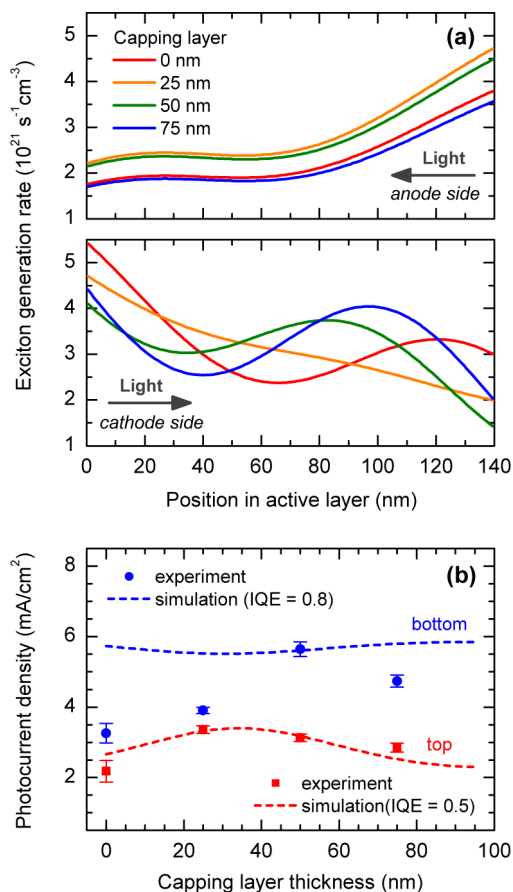 (a)
Capping layer
0 nm
25 nm
50 nm
75 nm
Light
anode side
5
4
3
2
1
Exciton generation rate (10²¹ s⁻¹cm⁻³)
5
4
3
2
1
Light
cathode side
0 20 40 60 80 100 120 140
Position in active layer (nm)
(b)
experiment
simulation (IQE = 0.8)
bottom
top
experiment
simulation(IQE = 0.5)
8
6
4
2
Photocurrent density (mA/cm²)
0 20 40 60 80 100
Capping layer thickness (nm)